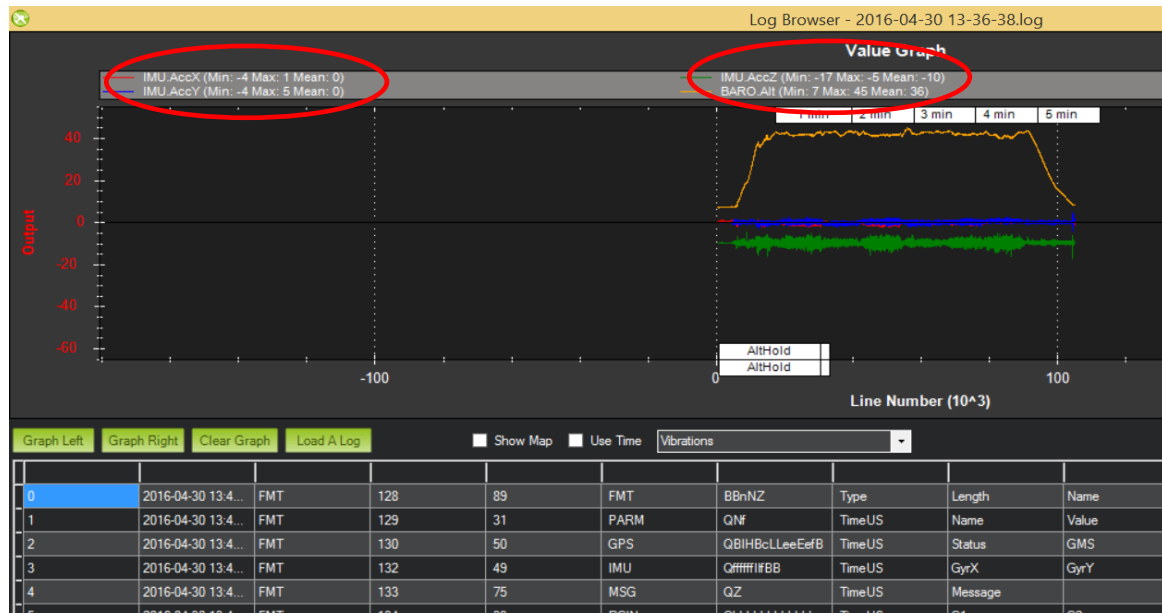 Log Browser - 2016-04-30 13-36-38.log
Value Graph
IMU.AccX (Min: -4 Max: 1 Mean: 0)
IMU.AccY (Min: -4 Max: 5 Mean: 0)
IMU.AccZ (Min: -17 Max: -5 Mean: -10)
BARO.Alt (Min: 7 Max: 45 Mean: 36)
1 min 2 min 3 min 4 min 5 min
40
20
0
-20
-40
-60
Output
AltHold
AltHold
-100 0 100
Line Number (10^3)
Graph Left Graph Right Clear Graph Load A Log Show Map Use Time Vibrations
0 2016-04-30 13:4... FMT 128 89 FMT BBnNZ Type Length Name
1 2016-04-30 13:4... FMT 129 31 PARM QNf TimeUS Name Value
2 2016-04-30 13:4... FMT 130 50 GPS QBIHBcLLeeEefB TimeUS Status GMS
3 2016-04-30 13:4... FMT 132 49 IMU QffffffIIfBB TimeUS GyrX GyrY
4 2016-04-30 13:4... FMT 133 75 MSG QZ TimeUS Message